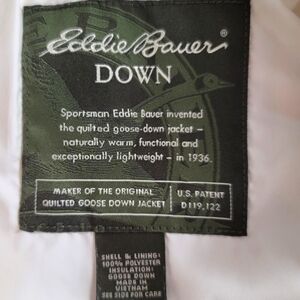 Eddie Bauer®
DOWN
Sportsman Eddie Bauer invented
the quilted goose-down jacket –
naturally warm, functional and
exceptionally lightweight – in 1936.
MAKER OF THE ORIGINAL
QUILTED GOOSE DOWN JACKET
U.S. PATENT
D119,122
SHELL & LINING:
100% POLYESTER
INSULATION:
GOOSE DOWN
MADE IN
VIETNAM
SEE SIDE FOR CARE